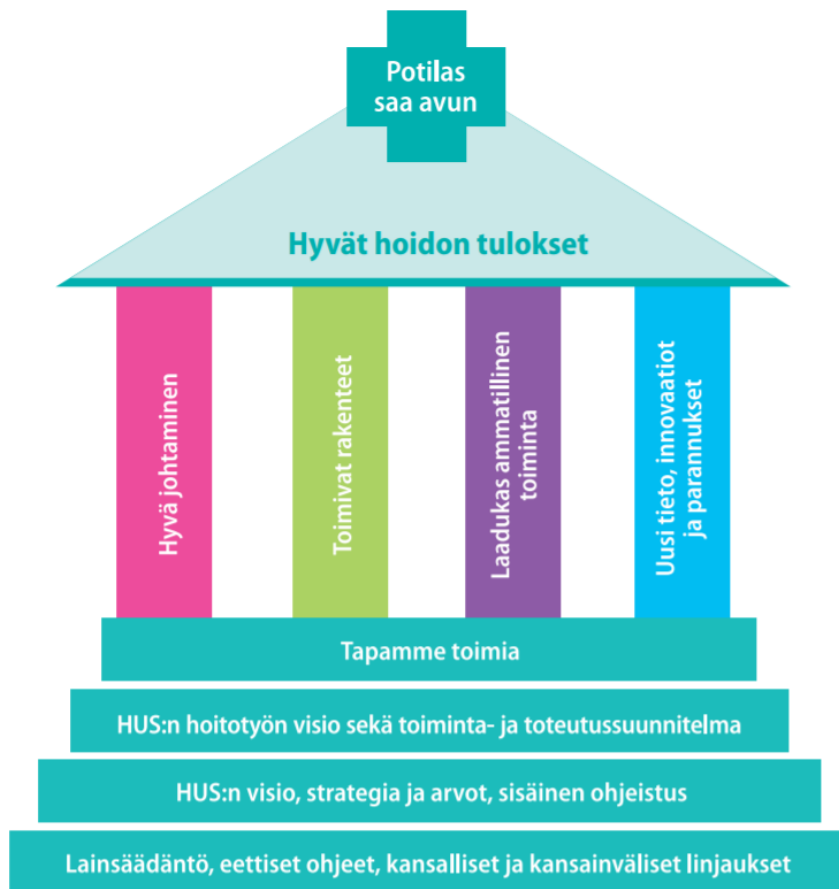 Potilas
saa avun
Hyvät hoidon tulokset
Hyvä johtaminen
Toimivat rakenteet
Laadukas ammatillinen
toiminta
Uusi tieto, innovaatiot
ja parannukset
Tapamme toimia
HUS:n hoitotyön visio sekä toiminta- ja toteutussuunnitelma
HUS:n visio, strategia ja arvot, sisäinen ohjeistus
Lainsäädäntö, eettiset ohjeet, kansalliset ja kansainväliset linjaukset